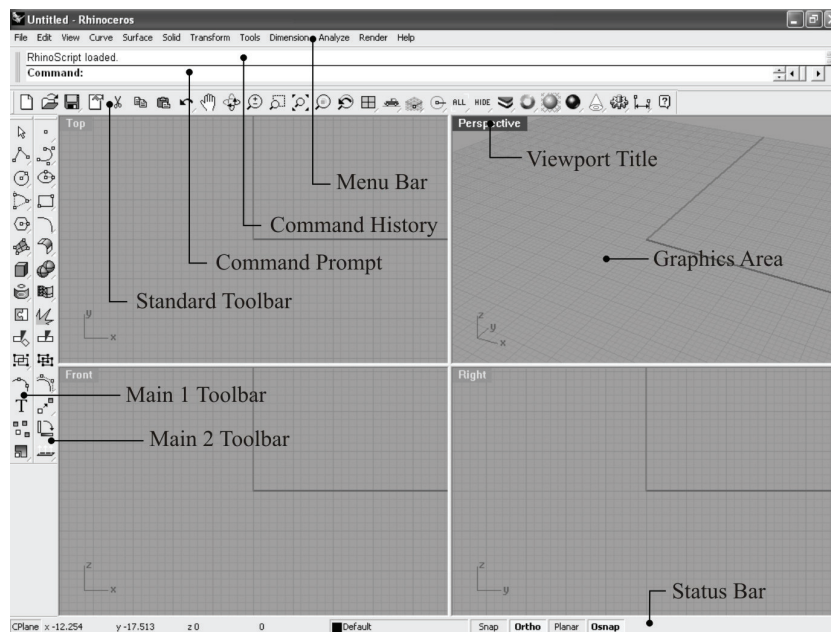 Untitled - Rhinoceros
File Edit View Curve Surface Solid Transform Tools Dimension Analyze Render Help
RhinoScript loaded.
Command:
ALL HIDE
Top
Perspective
Viewport Title
Menu Bar
Command History
Graphics Area
Command Prompt
Standard Toolbar
y
x
z
y
x
Front
Right
Main 1 Toolbar
T
Main 2 Toolbar
z
x
z
y
Status Bar
CPlane x -12.254 y -17.513 z 0 0 Default Snap Ortho Planar Osnap